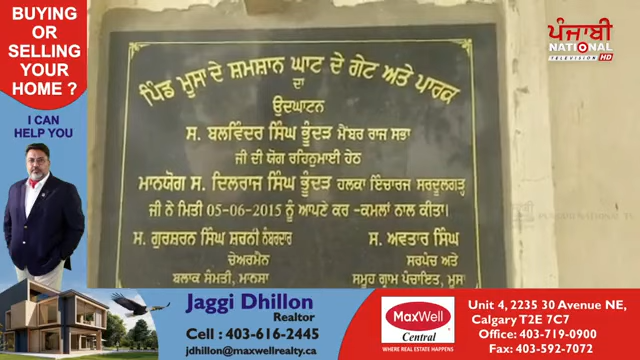 BUYING
OR
SELLING
YOUR
HOME ?
I CAN
HELP YOU
ਪੰਜਾਬੀ
NATIONAL
TELEVISION HD
ਪਿੰਡ ਮੂਸਾ ਦੇ ਸ਼ਮਸ਼ਾਨ ਘਾਟ ਦੇ ਗੇਟ ਅਤੇ ਪਾਰਕ
ਦਾ
ਉਦਘਾਟਨ
ਸ. ਬਲਵਿੰਦਰ ਸਿੰਘ ਭੂੰਦੜ ਮੈਂਬਰ ਰਾਜ ਸਭਾ
ਜੀ ਦੀ ਯੋਗ ਰਹਿਨੁਮਾਈ ਹੇਠ
ਮਾਨਯੋਗ ਸ. ਦਿਲਰਾਜ ਸਿੰਘ ਭੂੰਦੜ ਹਲਕਾ ਇੰਚਾਰਜ ਸਰਦੂਲਗੜ੍ਹ
ਜੀ ਨੇ ਮਿਤੀ 05-06-2015 ਨੂੰ ਆਪਣੇ ਕਰ -ਕਮਲਾਂ ਨਾਲ ਕੀਤਾ।
ਸ. ਗੁਰਸ਼ਰਨ ਸਿੰਘ ਸ਼ਰਨੀ ਨੰਬਰਦਾਰ
ਚੇਅਰਮੈਨ
ਬਲਾਕ ਸੰਮਤੀ, ਮਾਨਸਾ
ਸ. ਅਵਤਾਰ ਸਿੰਘ
ਸਰਪੰਚ ਅਤੇ
ਸਮੂਹ ਗ੍ਰਾਮ ਪੰਚਾਇਤ, ਮੂਸਾ
Jaggi Dhillon
Realtor
Cell : 403-616-2445
jdhillon@maxwellrealty.ca
MaxWell
Central
WHERE REAL ESTATE HAPPENS
Unit 4, 2235 30 Avenue NE,
Calgary T2E 7C7
Office: 403-719-0900
Fax: 403-592-7072